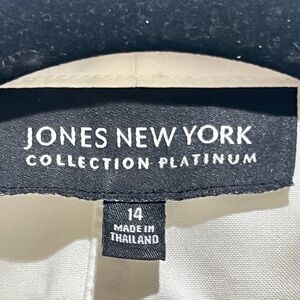 JONES NEW YORK
COLLECTION PLATINUM
14
MADE IN
THAILAND